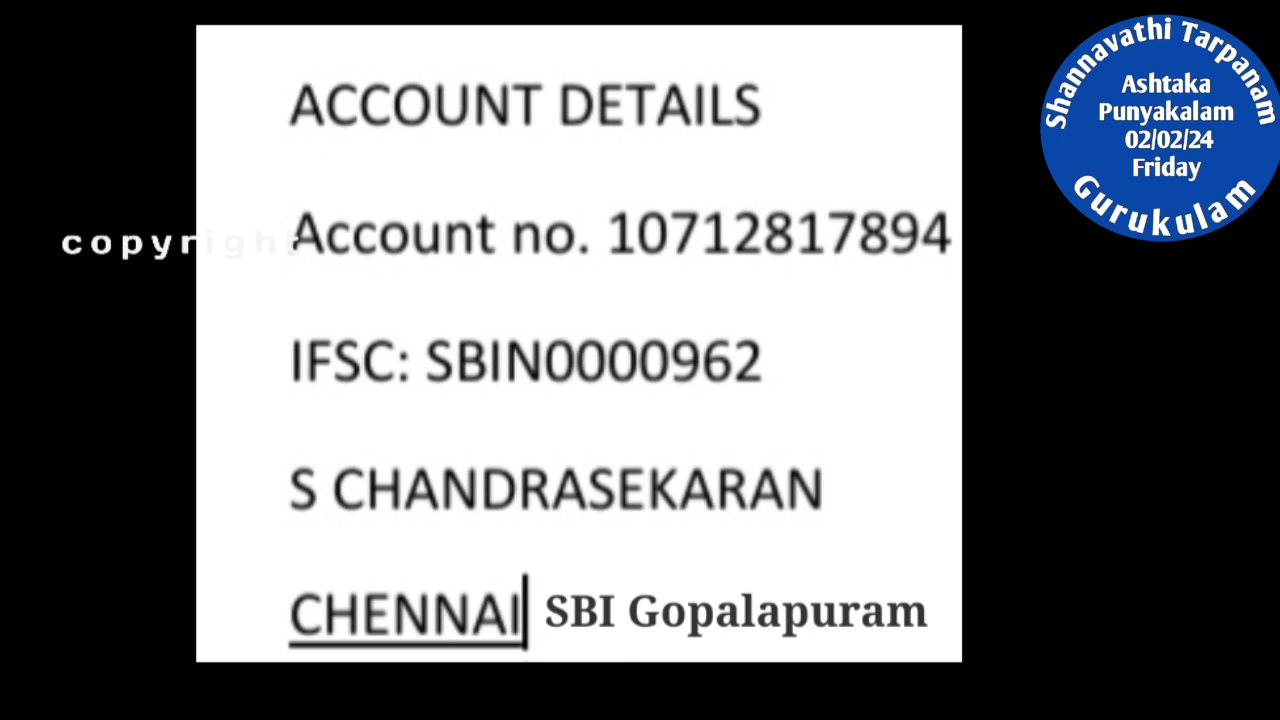 ACCOUNT DETAILS
copyright
Account no. 10712817894
IFSC: SBIN0000962
S CHANDRASEKARAN
CHENNAI SBI Gopalapuram
Shannavathi Tarpanam
Ashtaka
Punyakalam
02/02/24
Friday
Gurukulam